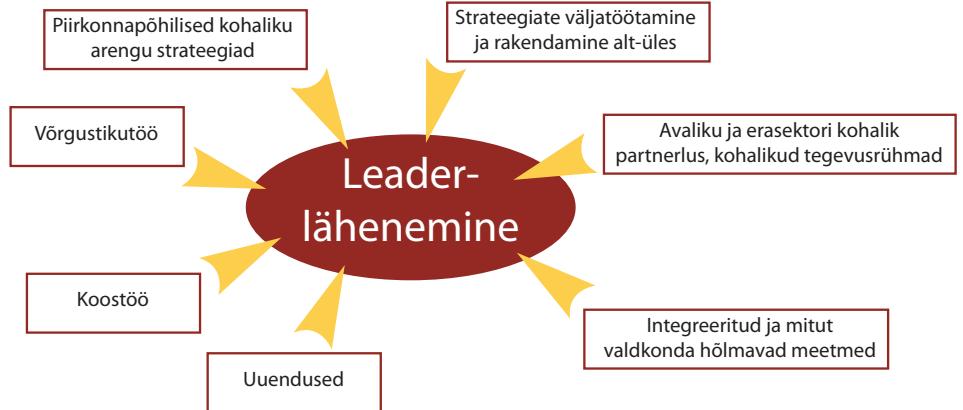 Piirkonnapõhilised kohaliku
arengu strateegiad
Strateegiate väljatöötamine
ja rakendamine alt-üles
Võrgustikutöö
Avaliku ja erasektori kohalik
partnerlus, kohalikud tegevusrühmad
Leader-
lähenemine
Koostöö
Integreeritud ja mitut
valdkonda hõlmavad meetmed
Uuendused